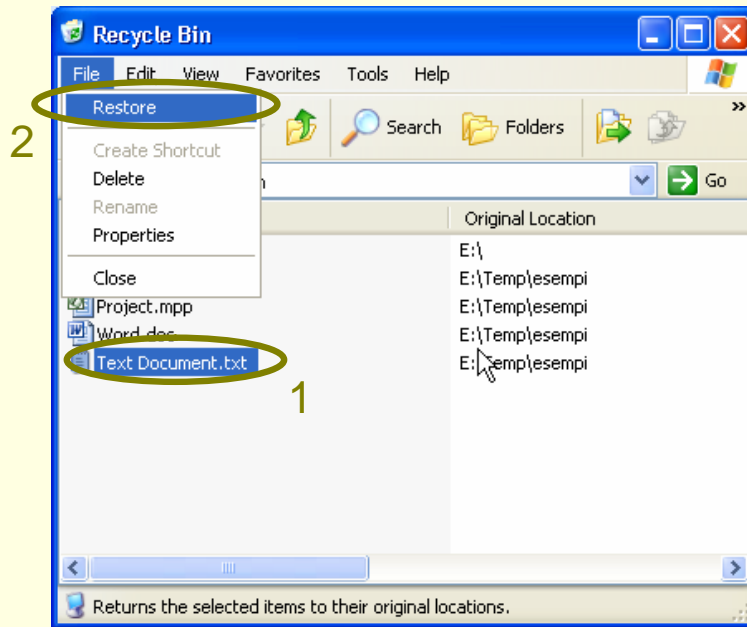 Recycle Bin
File Edit View Favorites Tools Help
Restore
2
Search Folders
»
Create Shortcut
Delete
Go
Rename
Original Location
Properties
E:\
Close
E:\Temp\esempi
Project.mpp E:\Temp\esempi
Word.doc E:\Temp\esempi
Text Document.txt E:\Temp\esempi
1
Returns the selected items to their original locations.